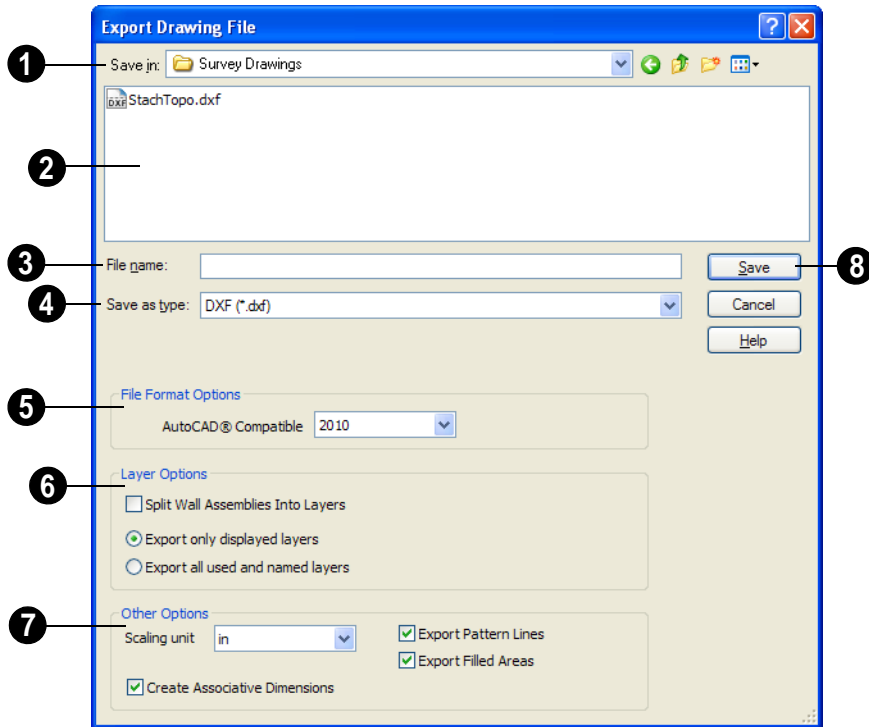 Export Drawing File
1
Save in: Survey Drawings
DXF StachTopo.dxf
2
3 File name: Save 8
4 Save as type: DXF (*.dxf) Cancel
Help
5 File Format Options
AutoCAD® Compatible 2010
6 Layer Options
Split Wall Assemblies Into Layers
Export only displayed layers
Export all used and named layers
7 Other Options
Scaling unit in Export Pattern Lines
Export Filled Areas
Create Associative Dimensions